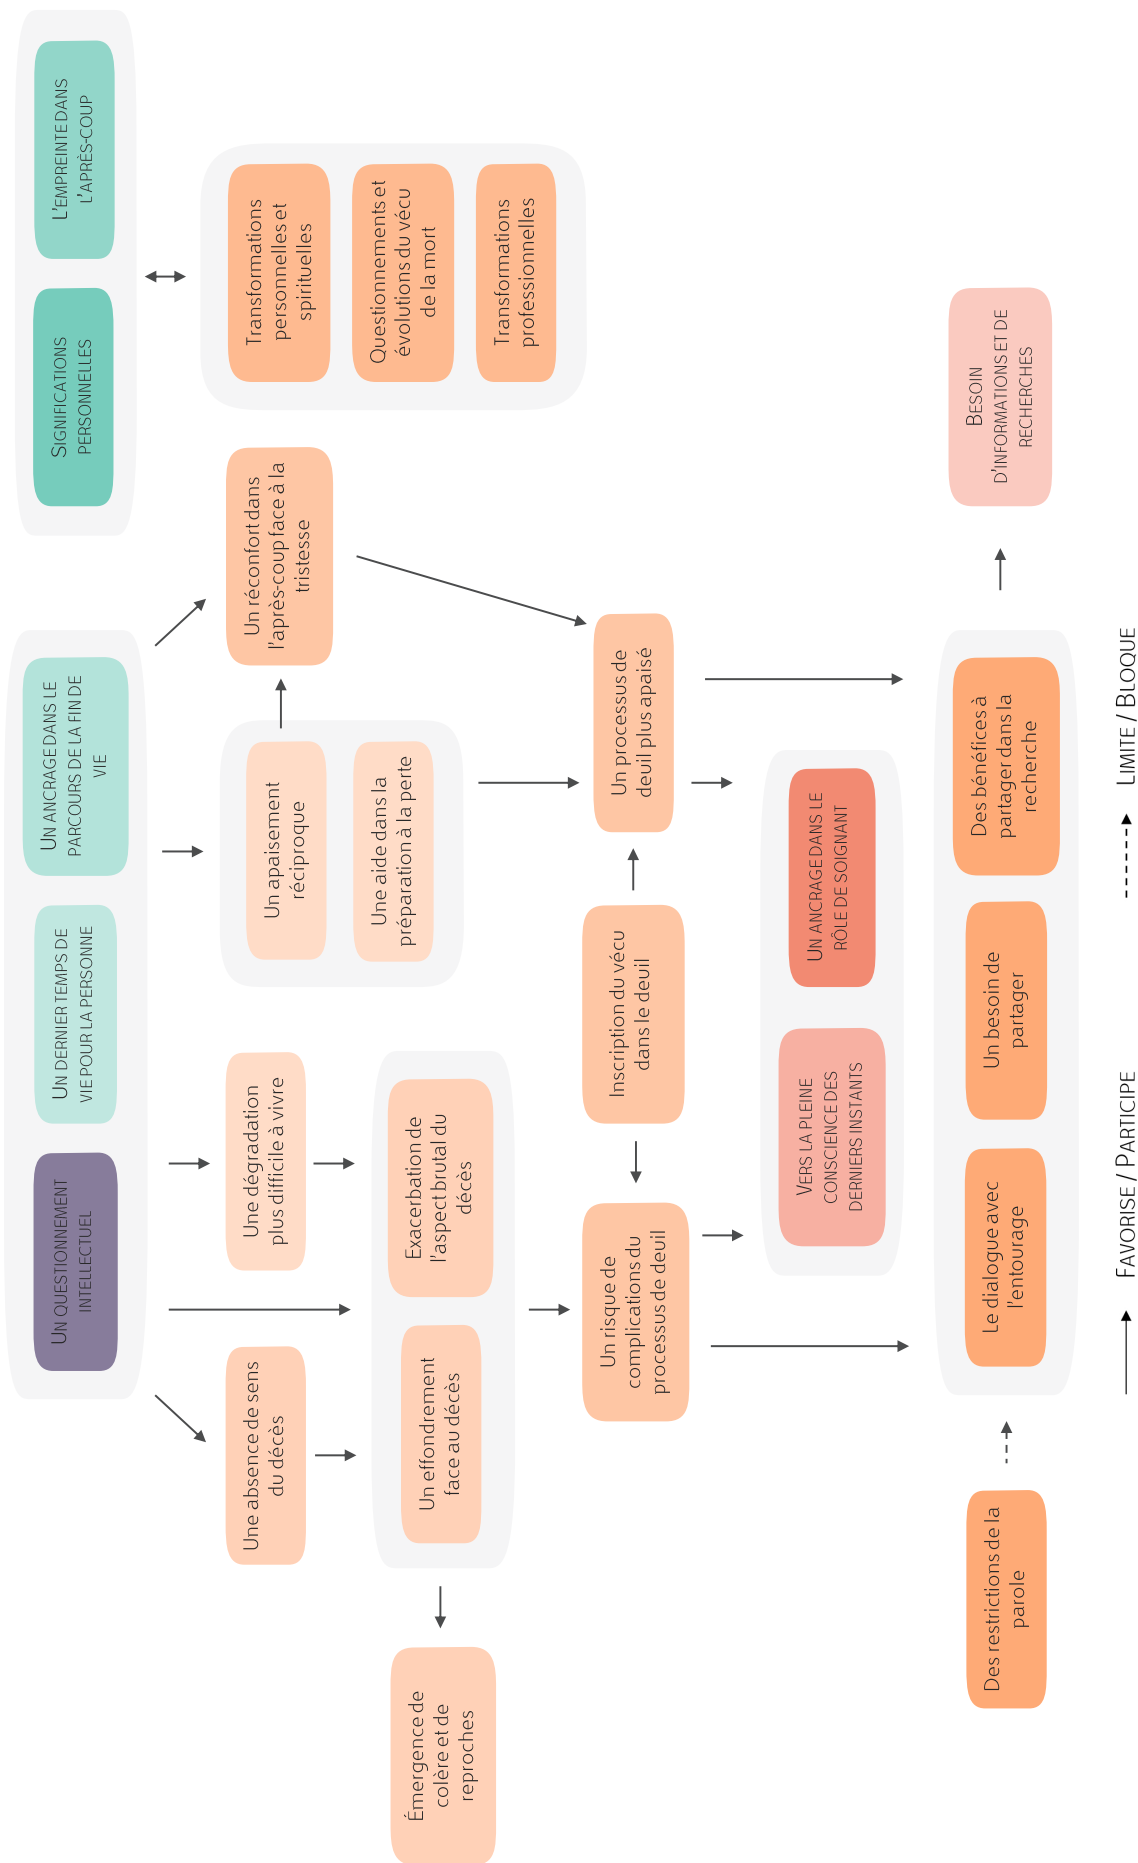 UN QUESTIONNEMENT
INTELLECTUEL
UN DERNIER TEMPS DE
VIE POUR LA PERSONNE
UN ANCRAGE DANS LE
PARCOURS DE LA FIN DE
VIE
SIGNIFICATIONS
PERSONNELLES
L'EMPREINTE DANS
L'APRÈS-COUP
Une absence de sens
du décès
Une dégradation
plus difficile à vivre
Un apaisement
réciproque
Une aide dans la
préparation à la perte
Un réconfort dans
l'après-coup face à la
tristesse
Transformations
personnelles et
spirituelles
Questionnements et
évolutions du vécu
de la mort
Transformations
professionnelles
Émergence de
colère et de
reproches
Un effondrement
face au décès
Exacerbation de
l'aspect brutal du
décès
Un risque de
complications du
processus de deuil
Inscription du vécu
dans le deuil
Un processus de
deuil plus apaisé
VERS LA PLEINE
CONSCIENCE DES
DERNIERS INSTANTS
UN ANCRAGE DANS LE
RÔLE DE SOIGNANT
Des restrictions de la
parole
Le dialogue avec
l'entourage
Un besoin de
partager
Des bénéfices à
partager dans la
recherche
BESOIN
D'INFORMATIONS ET DE
RECHERCHES
FAVORISE / PARTICIPE
LIMITE / BLOQUE